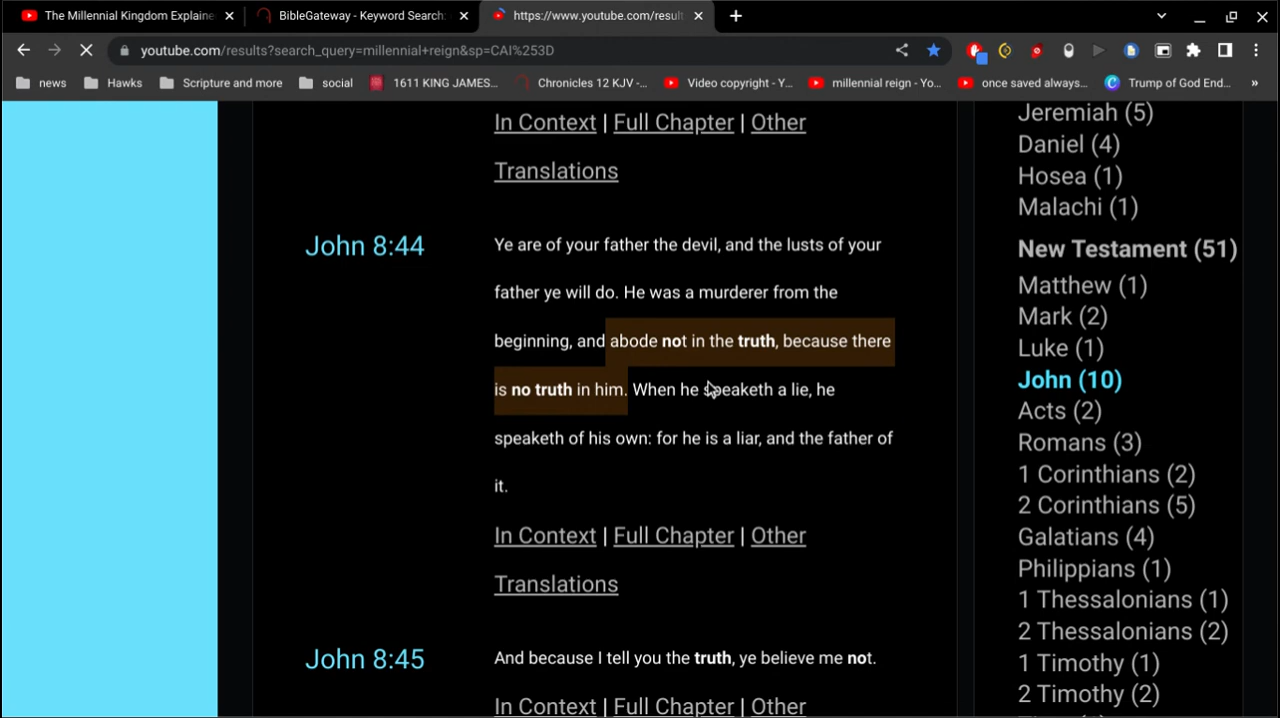 The Millennial Kingdom Explaine
BibleGateway - Keyword Search:
https://www.youtube.com/resul
youtube.com/results?search_query=millennial+reign&sp=CAI%253D
news
Hawks
Scripture and more
social
1611 KING JAMES...
Chronicles 12 KJV -...
Video copyright - Y...
millennial reign - Yo...
once saved always...
Trump of God End...
»
In Context | Full Chapter | Other
Translations
John 8:44
Ye are of your father the devil, and the lusts of your
father ye will do. He was a murderer from the
beginning, and abode not in the truth, because there
is no truth in him. When he speaketh a lie, he
speaketh of his own: for he is a liar, and the father of
it.
In Context | Full Chapter | Other
Translations
John 8:45
And because I tell you the truth, ye believe me not.
In Context | Full Chapter | Other
Jeremiah (5)
Daniel (4)
Hosea (1)
Malachi (1)
New Testament (51)
Matthew (1)
Mark (2)
Luke (1)
John (10)
Acts (2)
Romans (3)
1 Corinthians (2)
2 Corinthians (5)
Galatians (4)
Philippians (1)
1 Thessalonians (1)
2 Thessalonians (2)
1 Timothy (1)
2 Timothy (2)